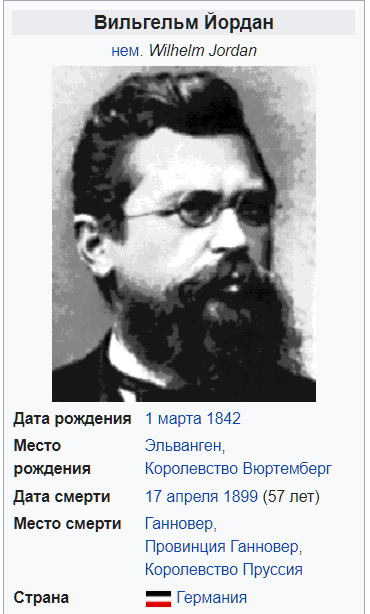 Вильгельм Йордан
нем. Wilhelm Jordan
Дата рождения 1 марта 1842
Место Эльванген,
рождения Королевство Вюртемберг
Дата смерти 17 апреля 1899 (57 лет)
Место смерти Ганновер,
Провинция Ганновер,
Королевство Пруссия
Страна Германия